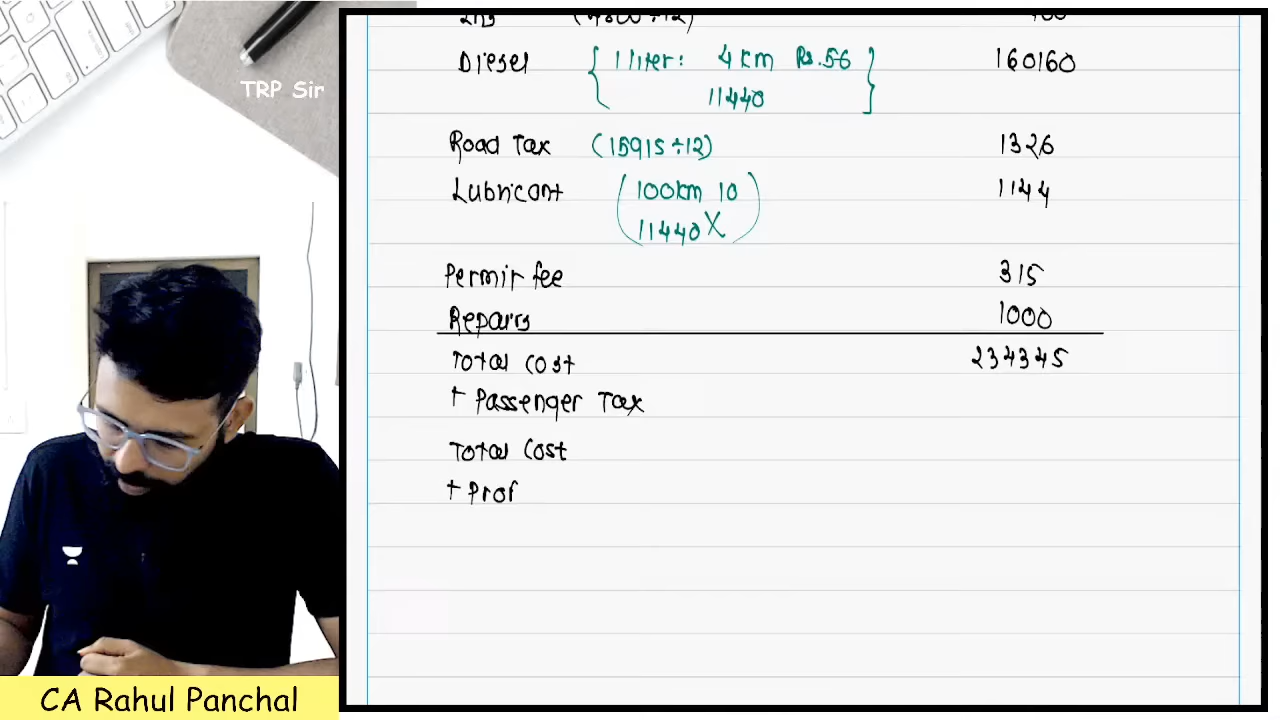 TRP Sir
Diesel { 1 liter : 4 km Rs. 56 160160
11440 }
Road Tax (15915 ÷ 12) 1326
Lubricant ( 100km 10 1144
11440 X )
Permit fee 315
Repairs 1000
Total cost 234345
+ Passenger Tax
Total Cost
+ Prof
CA Rahul Panchal